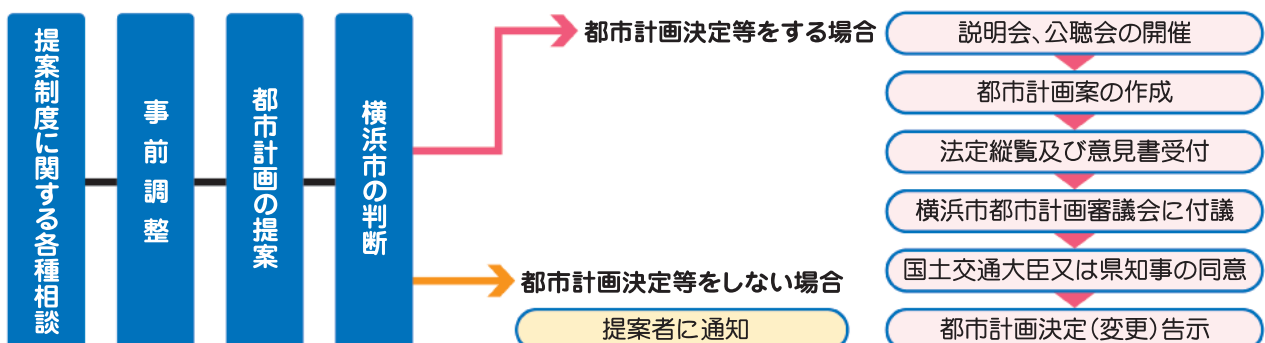 提案制度に関する各種相談
事前調整
都市計画の提案
横浜市の判断
都市計画決定等をする場合
説明会、公聴会の開催
都市計画案の作成
法定縦覧及び意見書受付
横浜市都市計画審議会に付議
国土交通大臣又は県知事の同意
都市計画決定（変更）告示
都市計画決定等をしない場合
提案者に通知